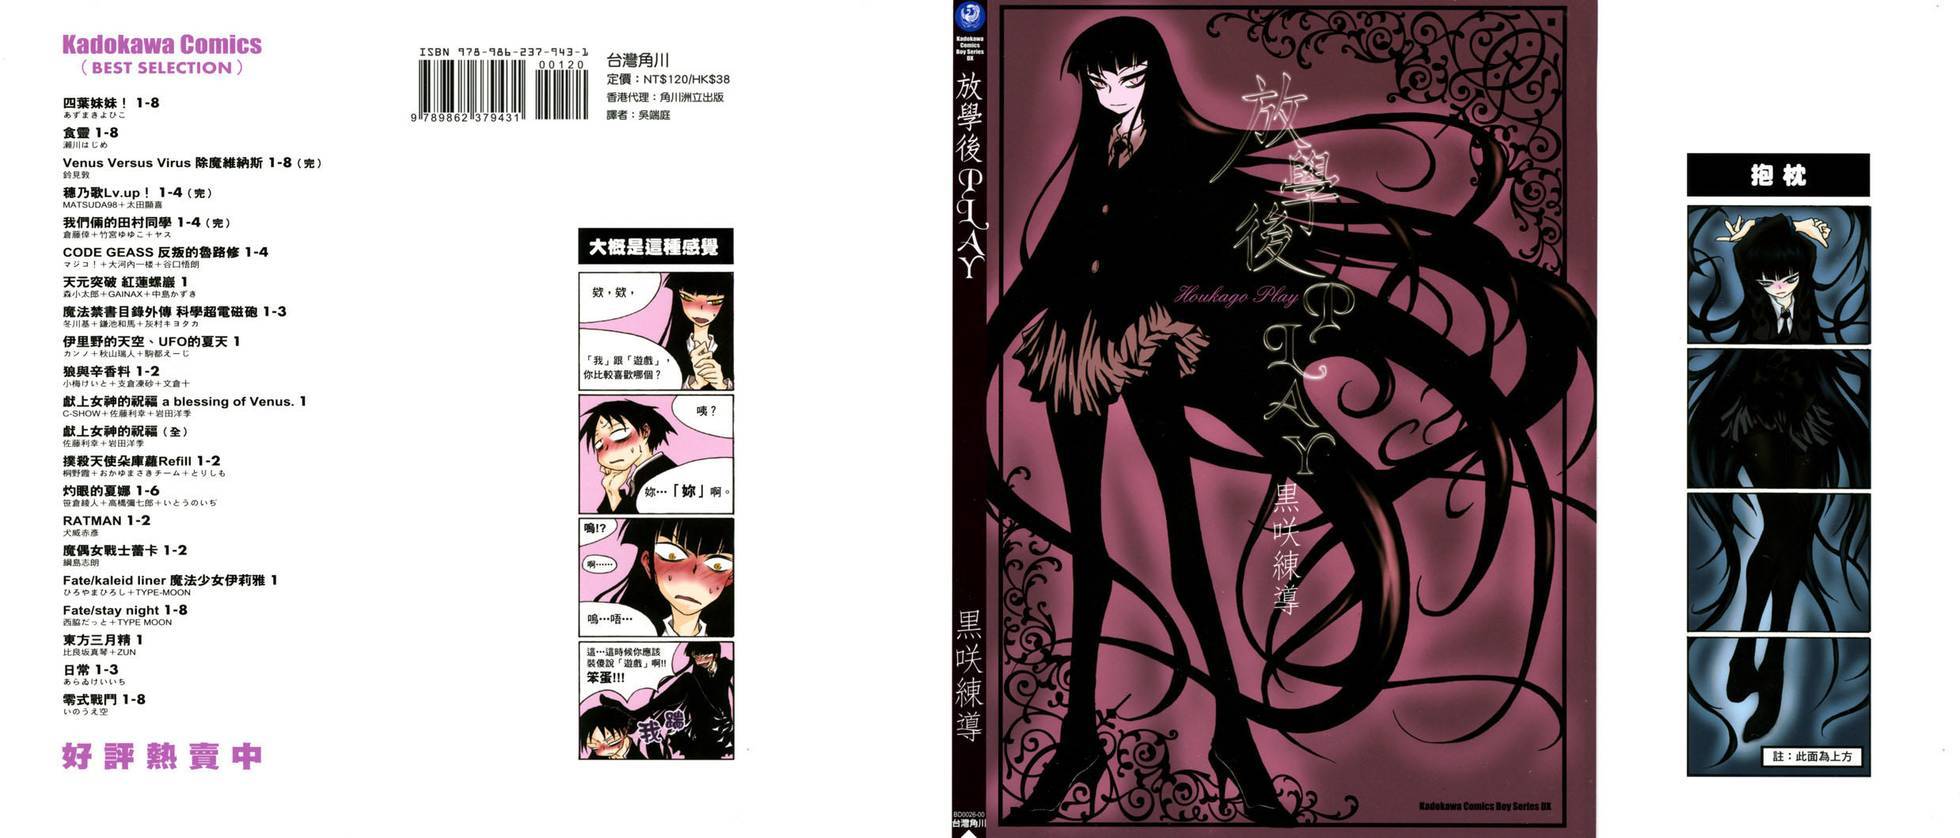 Kadokawa Comics
( BEST SELECTION )
四葉妹妹！ 1-8
あずまきよひこ
食靈 1-8
瀬川はじめ
Venus Versus Virus 除魔維納斯 1-8（完）
鈴見敦
穗乃歌Lv.up！ 1-4（完）
MATSUDA98＋太田顯喜
我們倆的田村同學 1-4（完）
倉藤倖＋竹宮ゆゆこ＋ヤス
CODE GEASS 反叛的魯路修 1-4
マジコ！＋大河內一樓＋谷口悟朗
天元突破 紅蓮螺巖 1
森小太郎＋GAINAX＋中島かずき
魔法禁書目錄外傳 科學超電磁砲 1-3
冬川基＋鎌池和馬＋灰村キヨタカ
伊里野的天空、UFO的夏天 1
カンノ＋秋山瑞人＋駒都えーじ
狼與辛香料 1-2
小梅けいと＋支倉凍砂＋文倉十
獻上女神的祝福 a blessing of Venus. 1
C-SHOW＋佐藤利幸＋岩田洋季
獻上女神的祝福（全）
佐藤利幸＋岩田洋季
撲殺天使朵庫蘿Refill 1-2
桐野霞＋おかゆまさきチーム＋とりしも
灼眼的夏娜 1-6
笹倉綾人＋高橋彌七郎＋いとうのいぢ
RATMAN 1-2
犬威赤彥
魔偶女戰士蕾卡 1-2
綱島志朗
Fate/kaleid liner 魔法少女伊莉雅 1
ひろやまひろし＋TYPE-MOON
Fate/stay night 1-8
西脇だっと＋TYPE MOON
東方三月精 1
比良坂真琴＋ZUN
日常 1-3
あらゐけいいち
零式戰鬥 1-8
いのうえ空
好評熱賣中
ISBN 978-986-237-943-1
00120
9 789862 379431
台灣角川
定價：NT$120/HK$38
香港代理：角川洲立出版
譯者：吳端庭
大概是這種感覺
欸，欸，
「我」跟「遊戲」，
你比較喜歡哪個？
咦？
妳…「妳」啊。
嗚!?
啊……
嗚…唔…
這…這時候你應該
裝傻說「遊戲」啊!!
笨蛋!!!
我踹
Kadokawa
Comics
Boy Series
DX
放學後PLAY
黑咲練導
BD0026-00
台灣角川
放學後PLAY
Houkago Play
黑咲練導
Kadokawa Comics Boy Series DX
抱枕
註：此面為上方